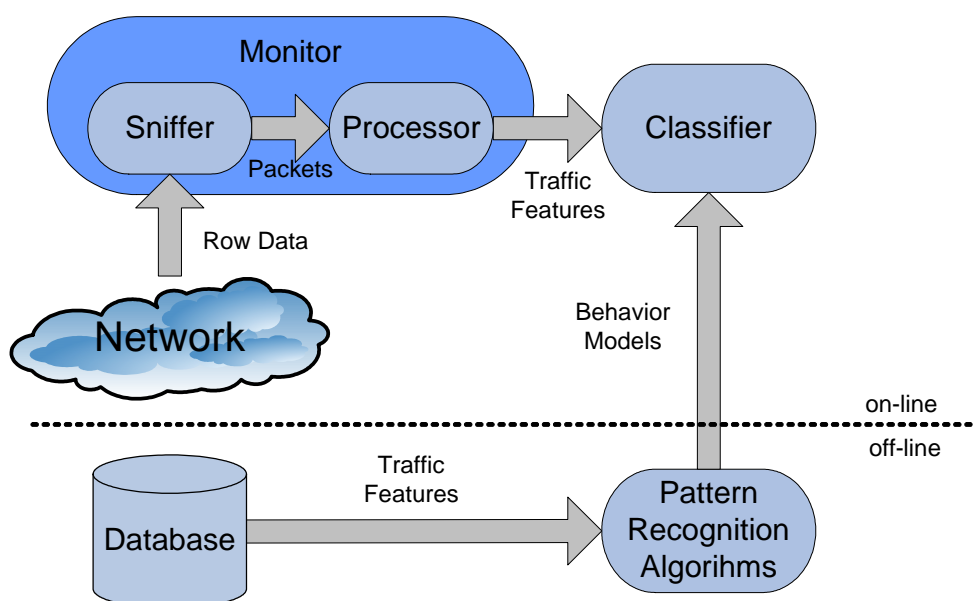 Monitor
Sniffer
Packets
Processor
Traffic
Features
Classifier
Row Data
Network
Behavior
Models
on-line
off-line
Database
Traffic
Features
Pattern
Recognition
Algorihms